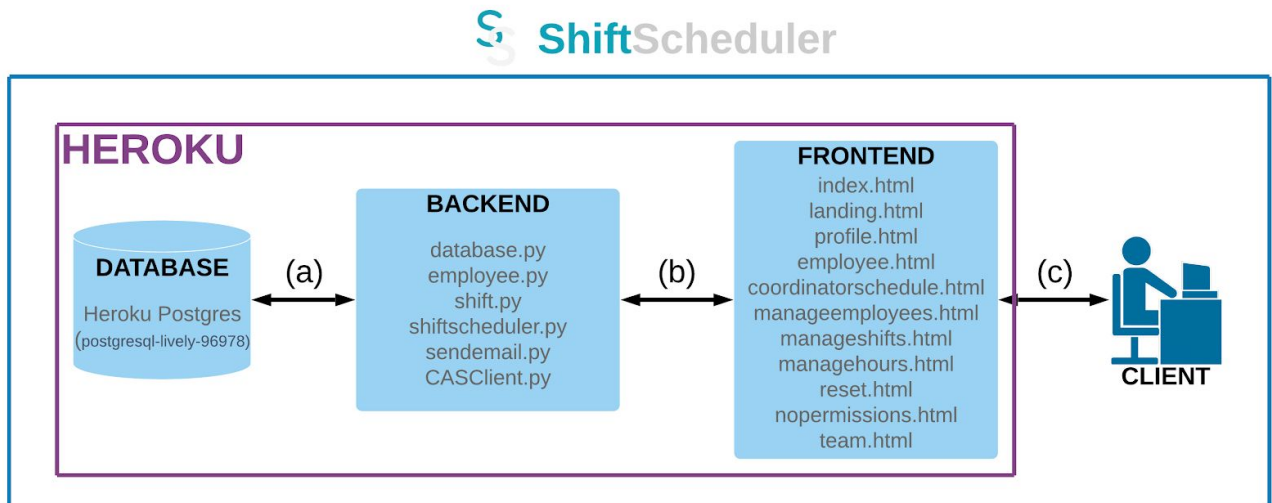 SS ShiftScheduler
HEROKU
DATABASE
Heroku Postgres
(postgresql-lively-96978)
(a)
BACKEND
database.py
employee.py
shift.py
shiftscheduler.py
sendemail.py
CASClient.py
(b)
FRONTEND
index.html
landing.html
profile.html
employee.html
coordinatorschedule.html
manageemployees.html
manageshifts.html
managehours.html
reset.html
nopermissions.html
team.html
(c)
CLIENT